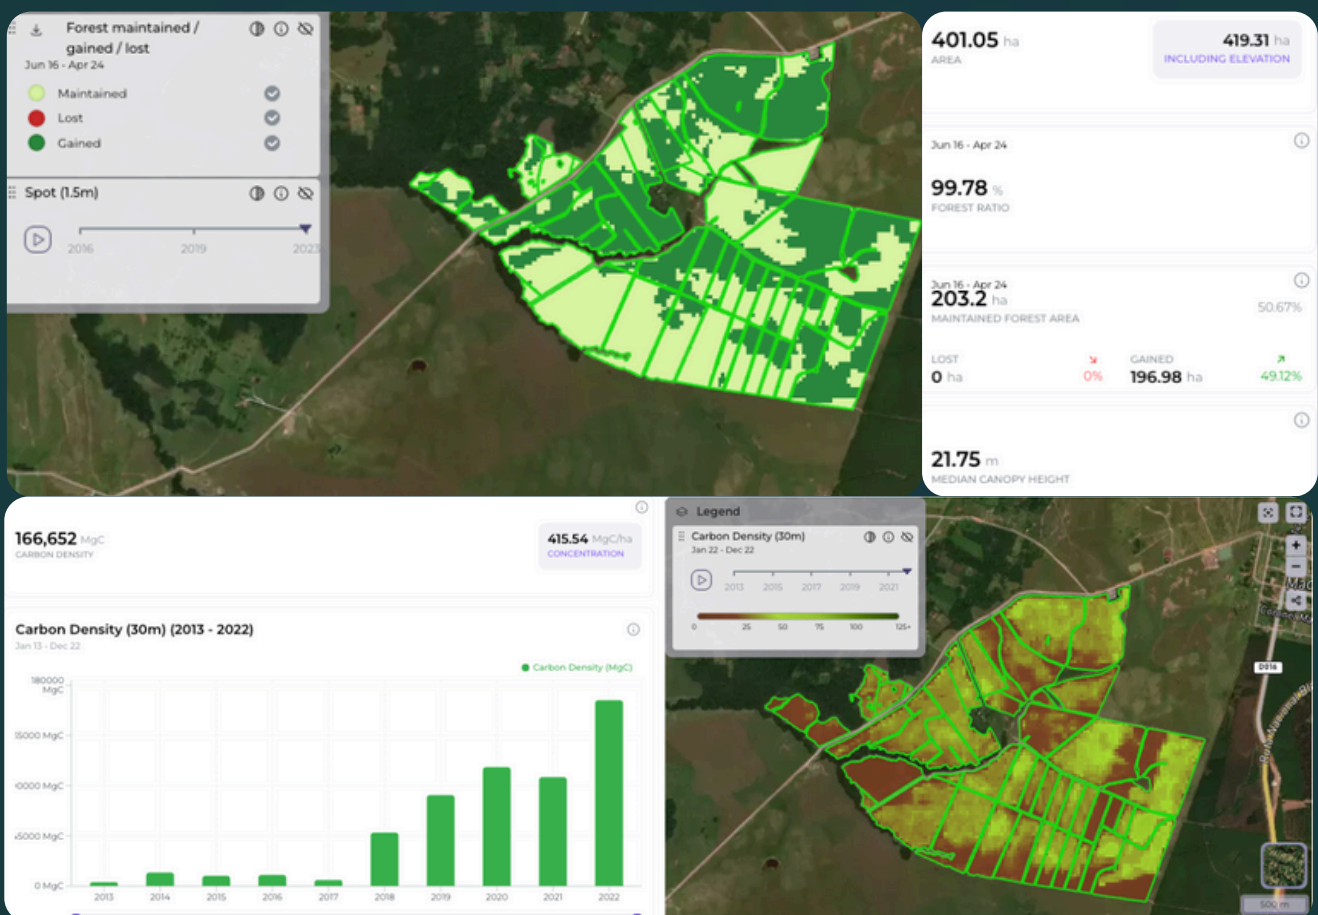 Forest maintained /
gained / lost
Jun 16 - Apr 24
Maintained
Lost
Gained
Spot (1.5m)
2016 2019 2023
401.05 ha
AREA
419.31 ha
INCLUDING ELEVATION
Jun 16 - Apr 24
99.78 %
FOREST RATIO
Jun 16 - Apr 24
203.2 ha
MAINTAINED FOREST AREA
50.67%
LOST
0 ha
0%
GAINED
196.98 ha
49.12%
21.75 m
MEDIAN CANOPY HEIGHT
166,652 MgC
CARBON DENSITY
415.54 MgC/ha
CONCENTRATION
Carbon Density (30m) (2013 - 2022)
Jan 13 - Dec 22
Carbon Density (MgC)
180000
MgC
5000 MgC
0000 MgC
5000 MgC
0 MgC
2013 2014 2015 2016 2017 2018 2019 2020 2021 2022
Legend
Carbon Density (30m)
Jan 22 - Dec 22
2013 2015 2017 2019 2021
0 25 50 75 100 125+
D016
500 m